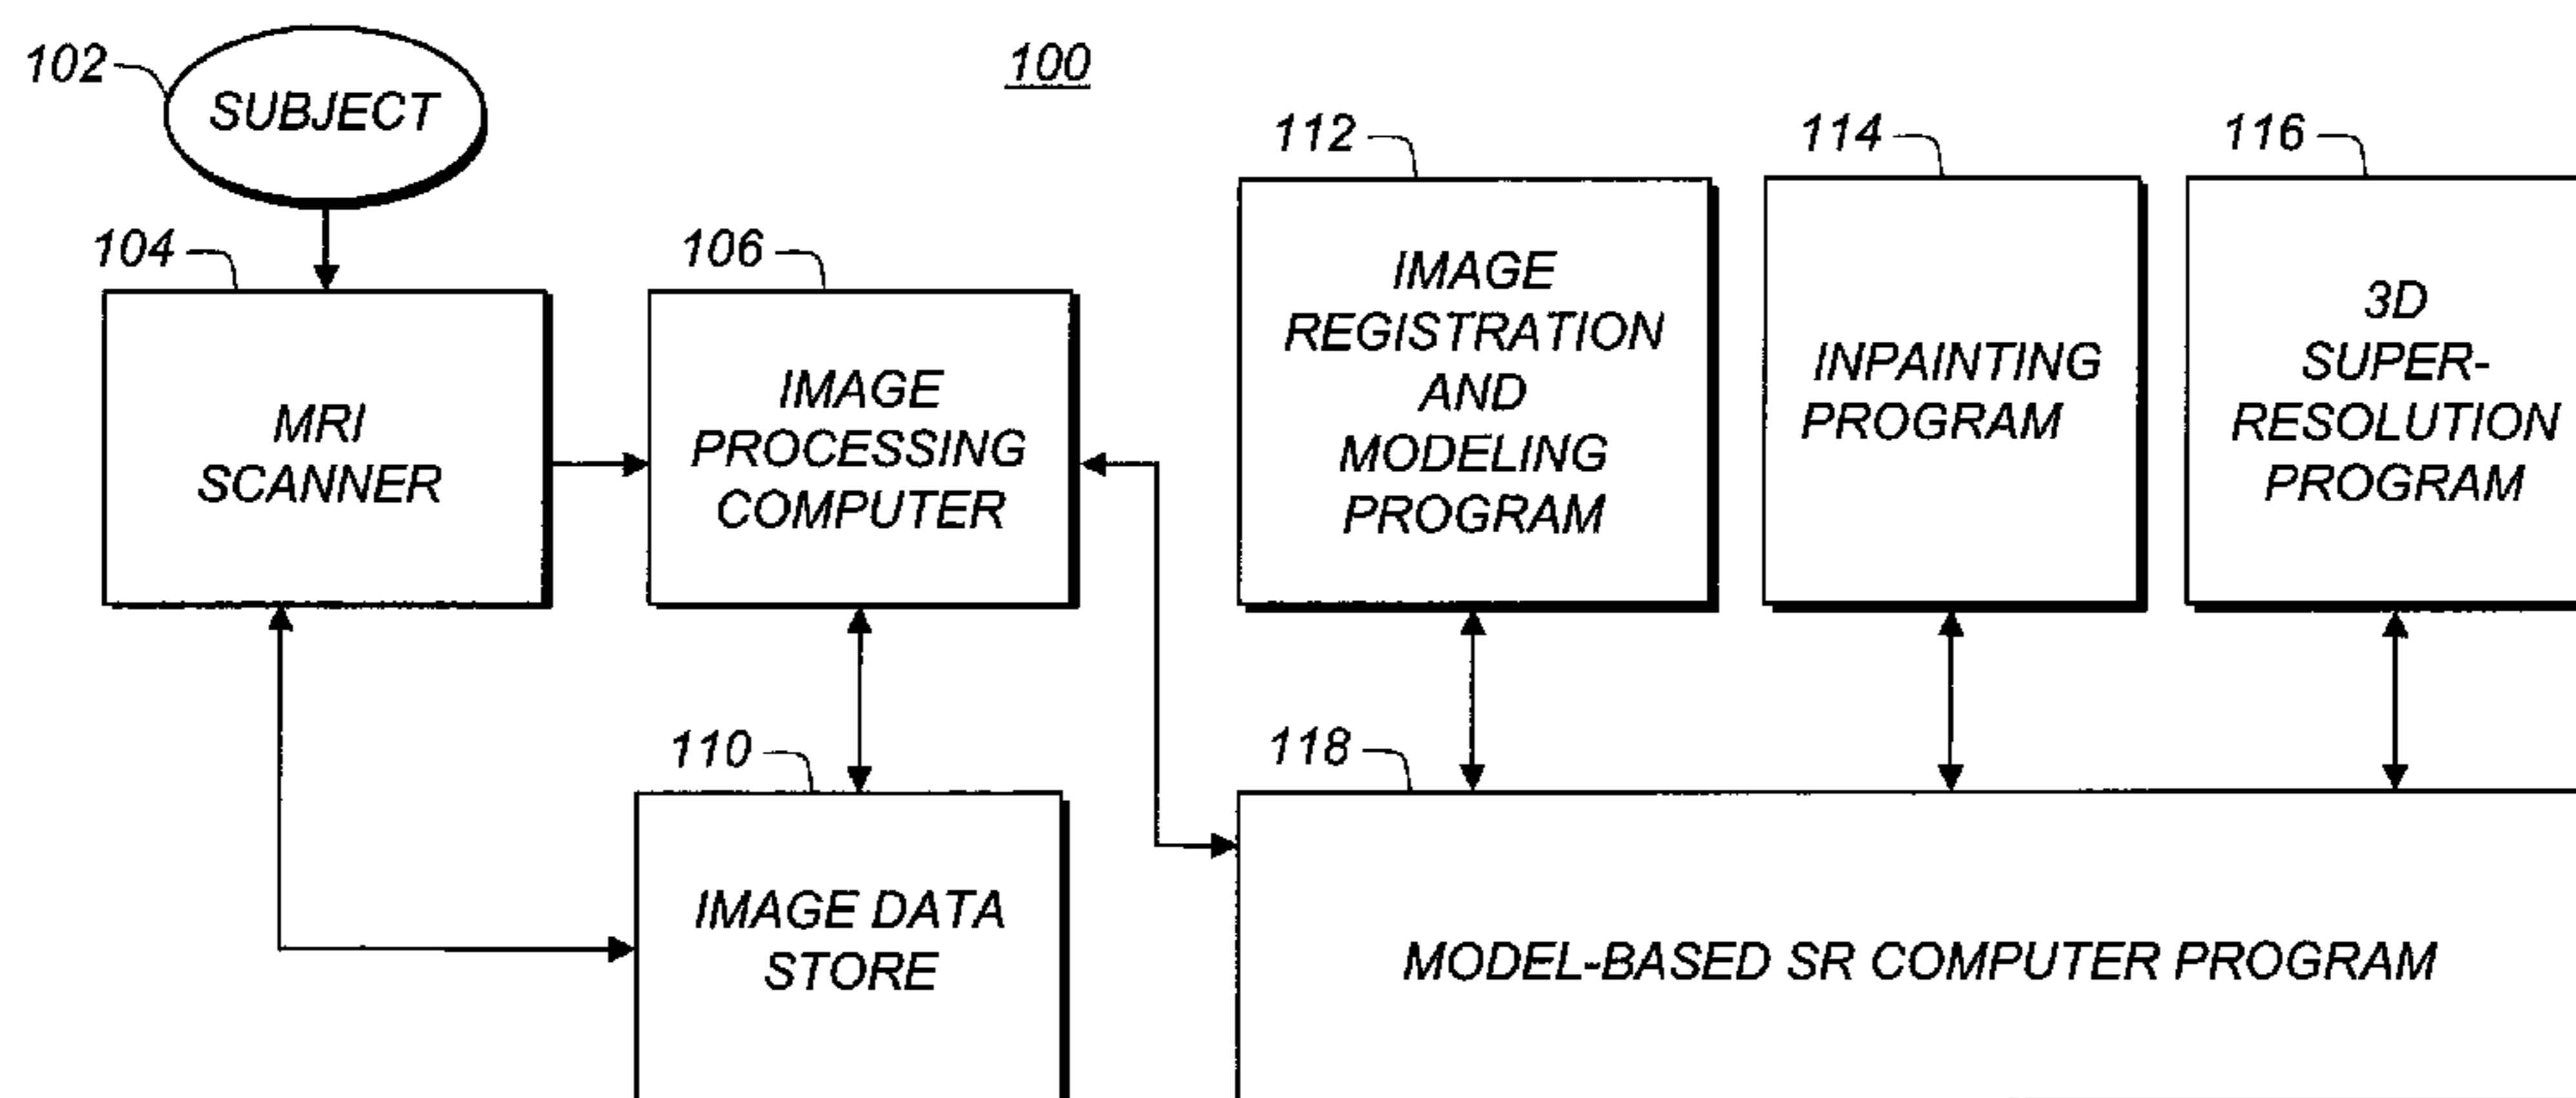 100
102
SUBJECT
104
MRI
SCANNER
106
IMAGE
PROCESSING
COMPUTER
110
IMAGE DATA
STORE
112
IMAGE
REGISTRATION
AND
MODELING
PROGRAM
114
INPAINTING
PROGRAM
116
3D
SUPER-
RESOLUTION
PROGRAM
118
MODEL-BASED SR COMPUTER PROGRAM